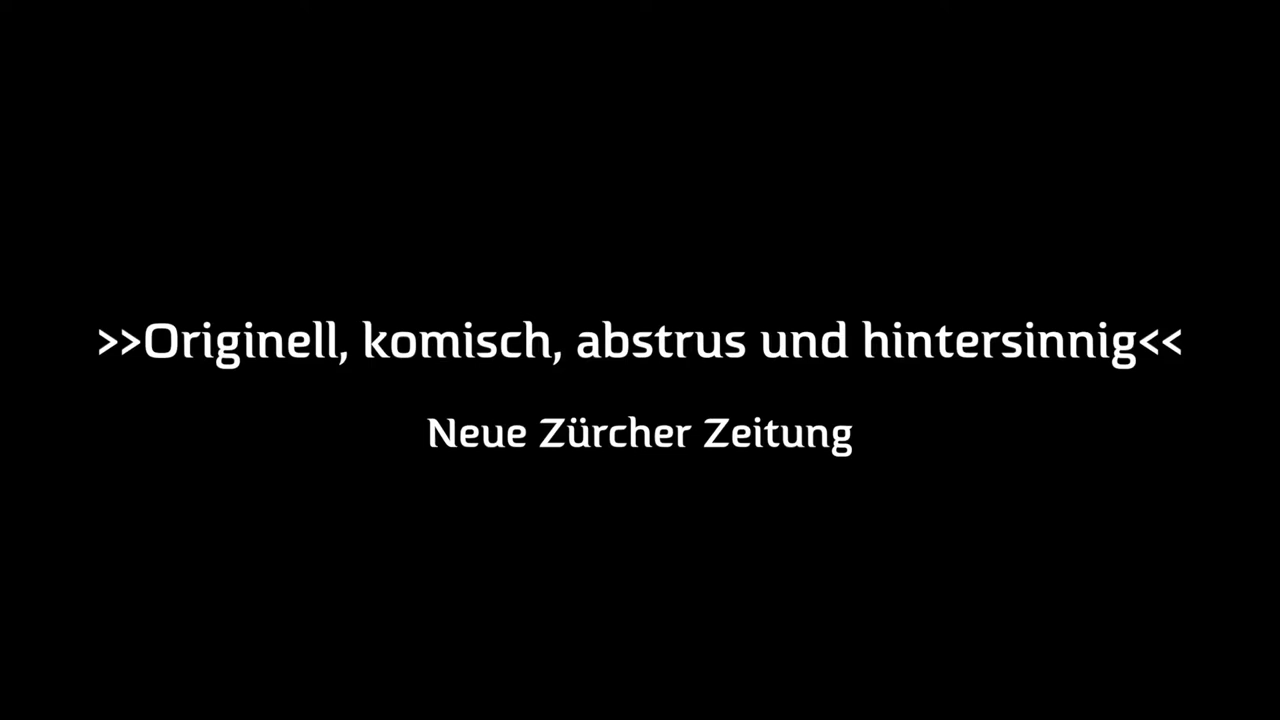 >>Originell, komisch, abstrus und hintersinnig<<
Neue Zürcher Zeitung